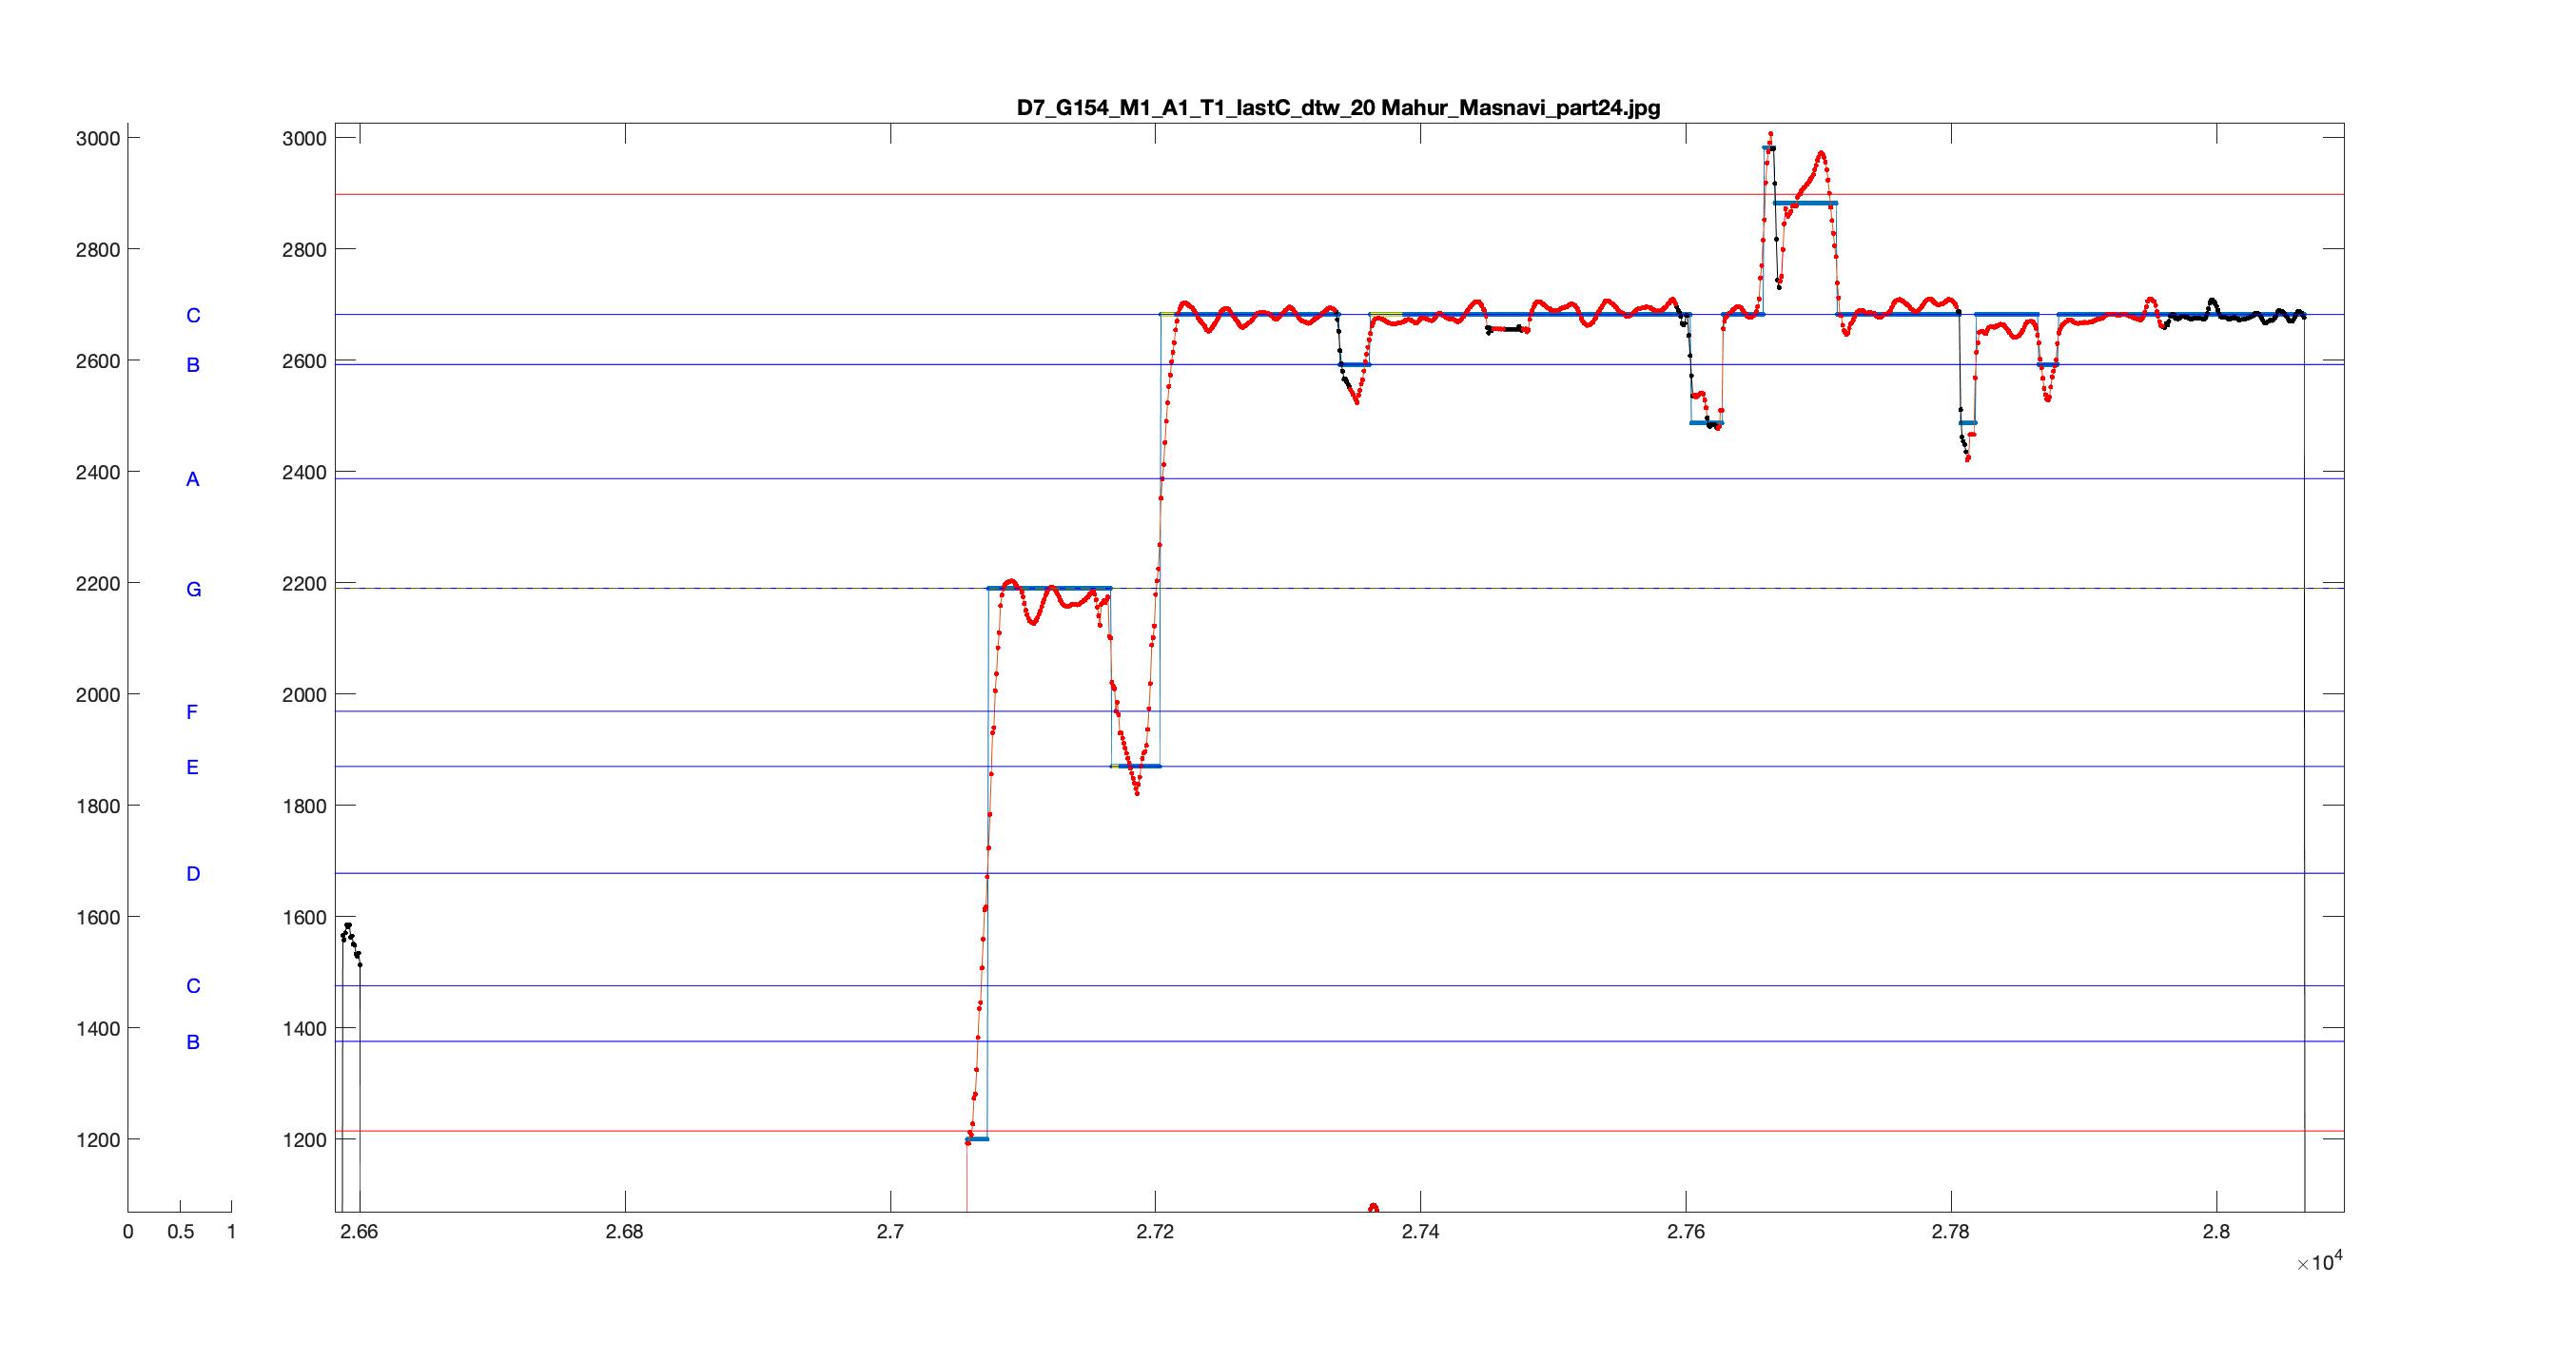 D7_G154_M1_A1_T1_lastC_dtw_20 Mahur_Masnavi_part24.jpg
3000 3000
2800 2800
C
2600 2600
B
2400 2400
A
2200 2200
G
2000 2000
F
E
1800 1800
D
1600 1600
C
1400 1400
B
1200 1200
0 0.5 1 2.66 2.68 2.7 2.72 2.74 2.76 2.78 2.8
×10⁴